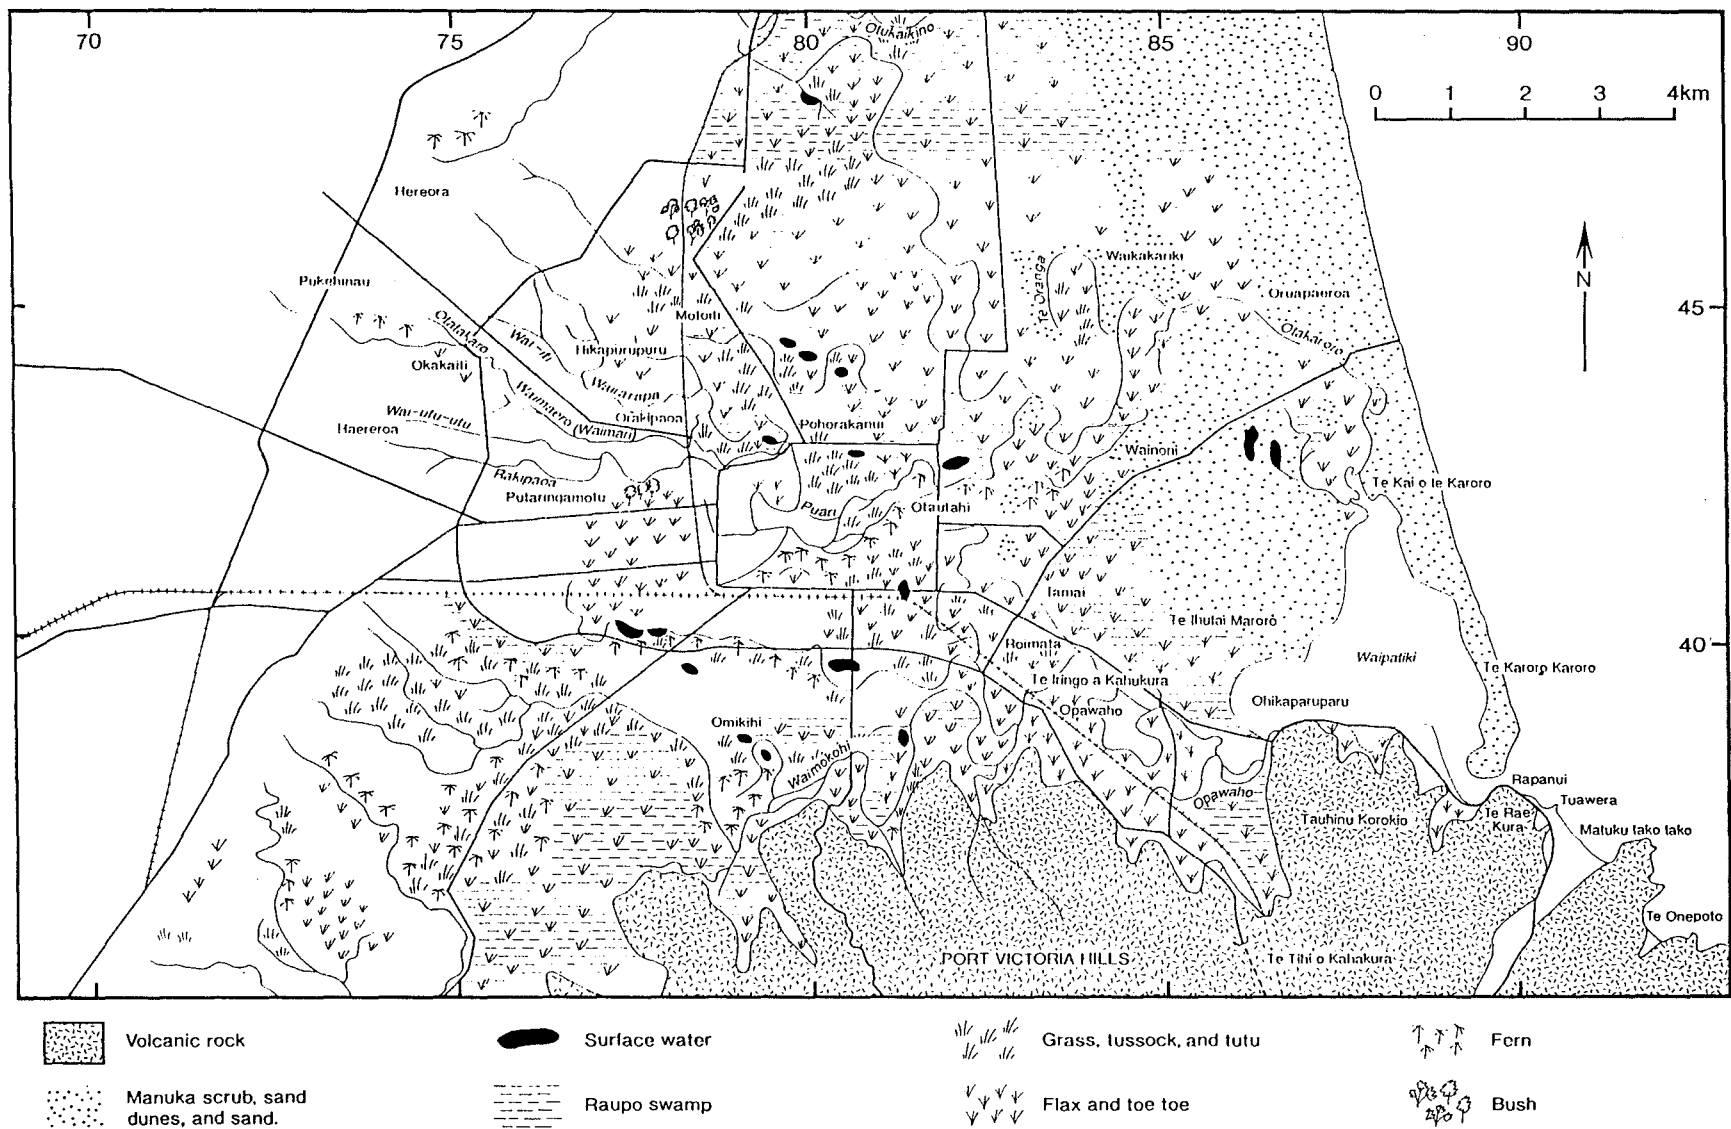 70
75
80
85
90
Otukaikino
0 1 2 3 4km
Hereora
N
Pukehinau
Te Oranga
Waikakariki
Oruapaeroa
45
Motoiti
Otakaroro
Wai-iti
Hikapurupuru
Okakaiti
Wairarapa
Waimaero (Waimari)
Wai-utu-utu
Orakipaoa
Haereroa
Pohorakanui
Wainoni
Rakipaoa
Putaringamotu
Puari
Otautahi
Te Kai o te Karoro
Tamai
Te Ihutai Maroro
Roimata
Waipatiki
40
Te Karoro Karoro
Te Iringo a Kahukura
Opawaho
Ohikaparuparu
Omikihi
Waimokohi
Opawaho
Rapanui
Tuawera
Tauhinu Korokio
Te Rae
Kura
Matuku tako tako
Te Onepoto
PORT VICTORIA HILLS
Te Tihi o Kahakura
Volcanic rock
Surface water
Grass, tussock, and tutu
Fern
Manuka scrub, sand
dunes, and sand.
Raupo swamp
Flax and toe toe
Bush